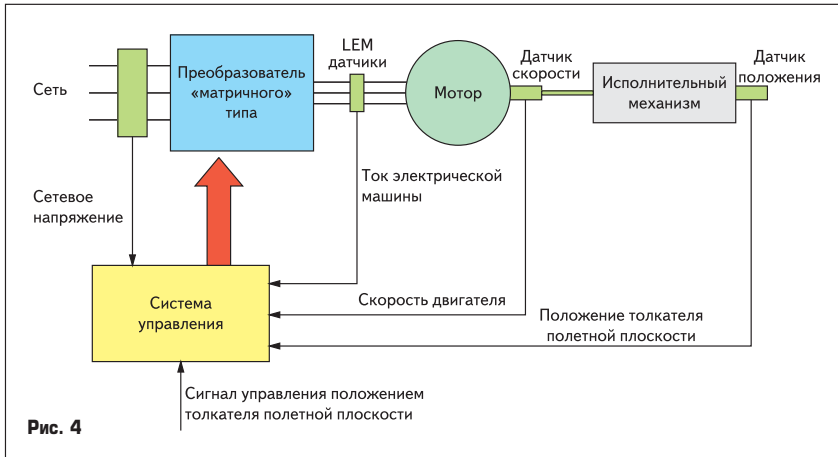 Сеть
Преобразователь
«матричного»
типа
LEM
датчики
Мотор
Датчик
скорости
Исполнительный
механизм
Датчик
положения
Сетевое
напряжение
Ток электрической
машины
Система
управления
Скорость двигателя
Положение толкателя
полетной плоскости
Сигнал управления положением
толкателя полетной плоскости
Рис. 4